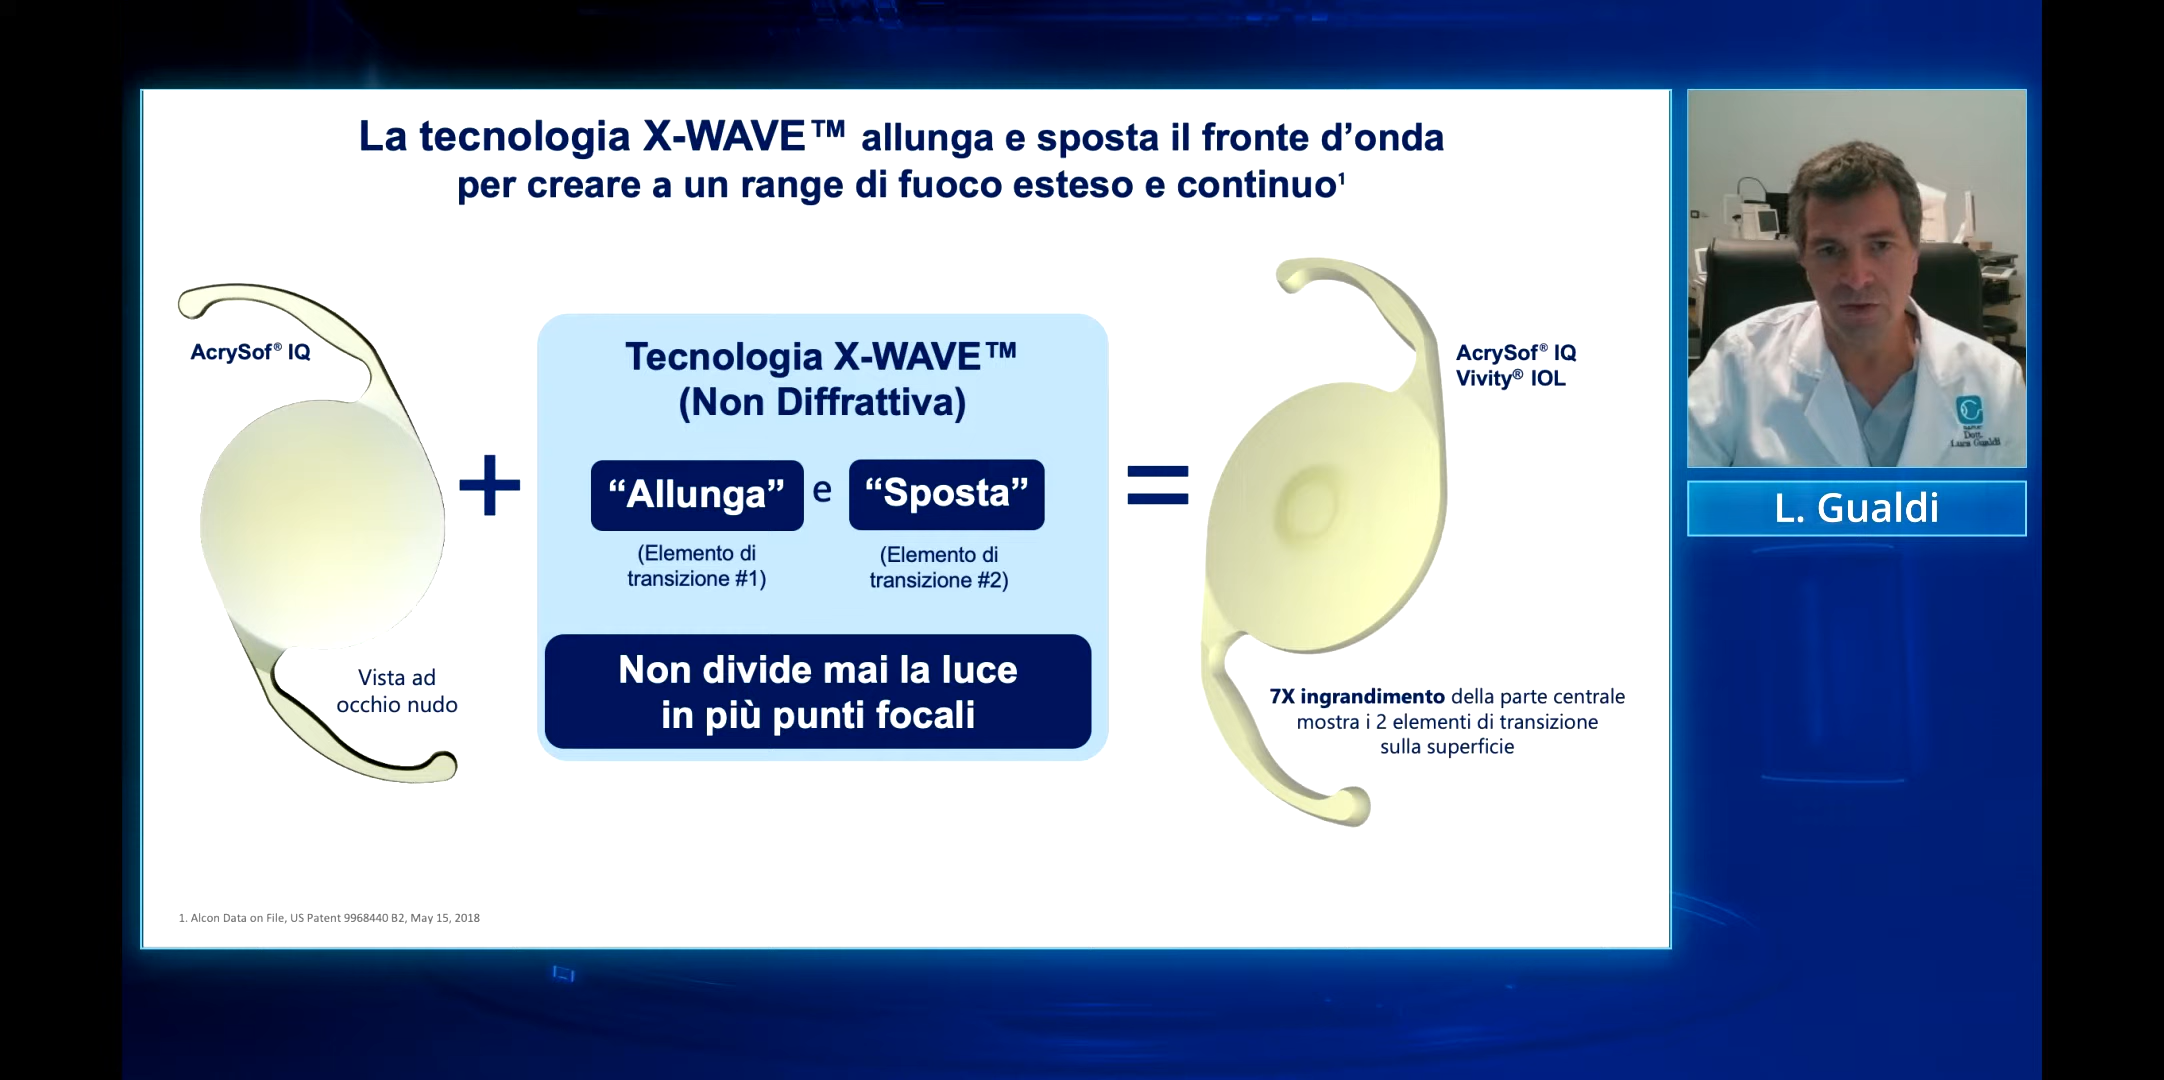 La tecnologia X-WAVE™ allunga e sposta il fronte d’onda
per creare a un range di fuoco esteso e continuo¹
AcrySof® IQ
Vista ad
occhio nudo
+
Tecnologia X-WAVE™
(Non Diffrattiva)
“Allunga” e “Sposta”
(Elemento di
transizione #1)
(Elemento di
transizione #2)
Non divide mai la luce
in più punti focali
=
AcrySof® IQ
Vivity® IOL
7X ingrandimento della parte centrale
mostra i 2 elementi di transizione
sulla superficie
1. Alcon Data on File, US Patent 9968440 B2, May 15, 2018
Dott.
Luca Gualdi
L. Gualdi